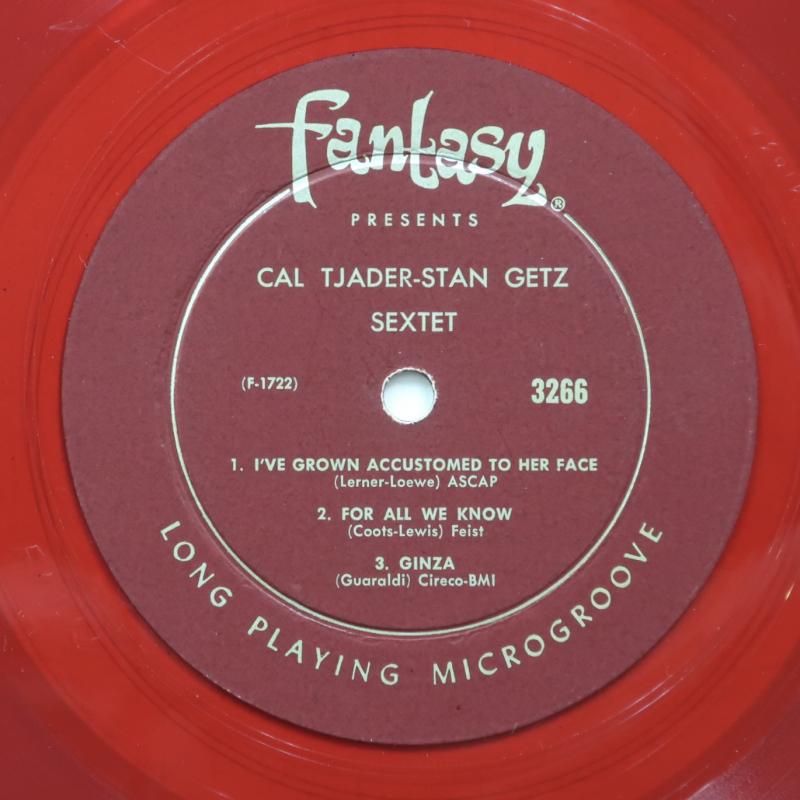 fantasy®
PRESENTS
CAL TJADER-STAN GETZ
SEXTET
(F-1722)
3266
1. I'VE GROWN ACCUSTOMED TO HER FACE
(Lerner-Loewe) ASCAP
2. FOR ALL WE KNOW
(Coots-Lewis) Feist
3. GINZA
(Guaraldi) Cireco-BMI
LONG PLAYING MICROGROOVE